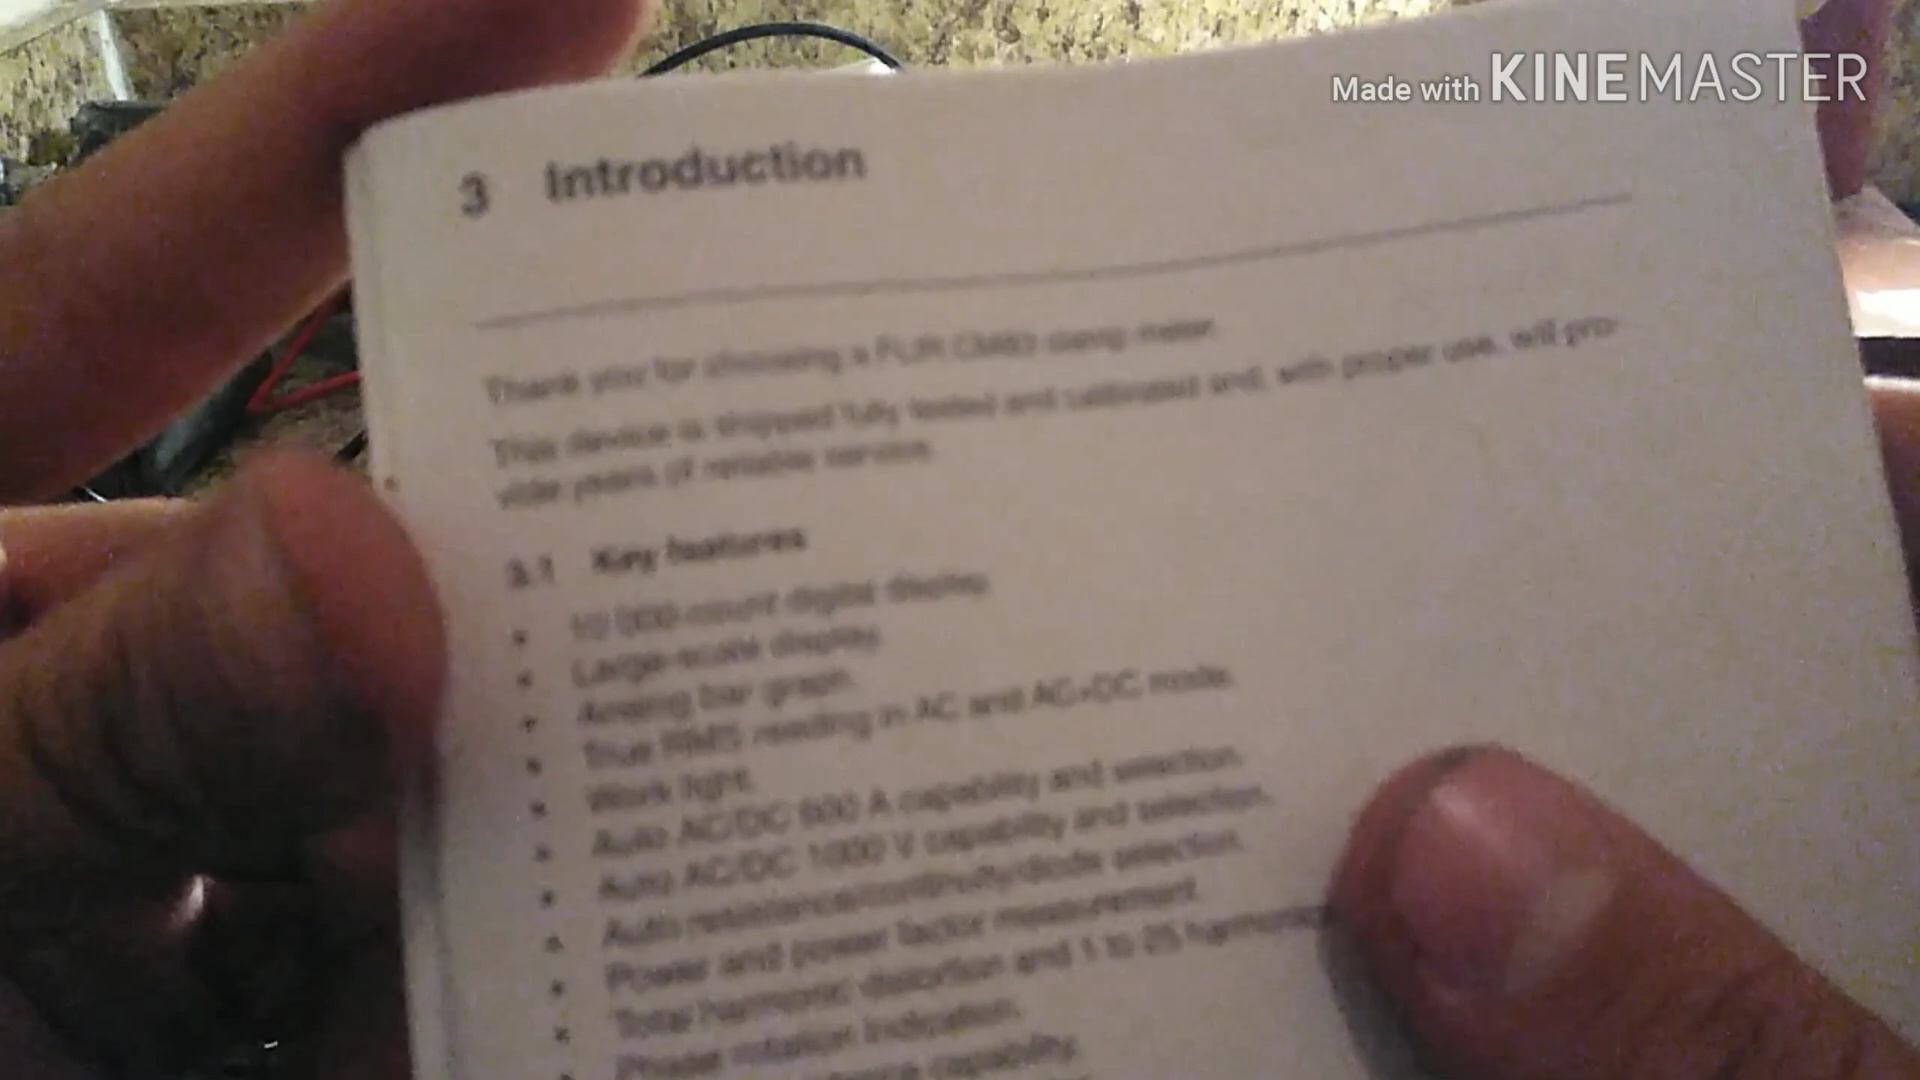 Made with KINEMASTER
3 Introduction
Thank you for choosing a FLIR clamp meter.
This device is shipped fully tested and calibrated and, with proper use, will pro-
vide years of reliable service.
3.1 Key features
• 10 000-count digital display.
• Large-scale display.
• Analog bar graph.
• True RMS reading in AC and AC+DC mode.
• Work light.
• Auto AC/DC 600 A capability and selection.
• Auto AC/DC 1000 V capability and selection.
• Auto resistance/continuity/diode selection.
• Power and power factor measurement.
• Total harmonic distortion and 1 to 25 harmonic
• Phase rotation indication.
capability.